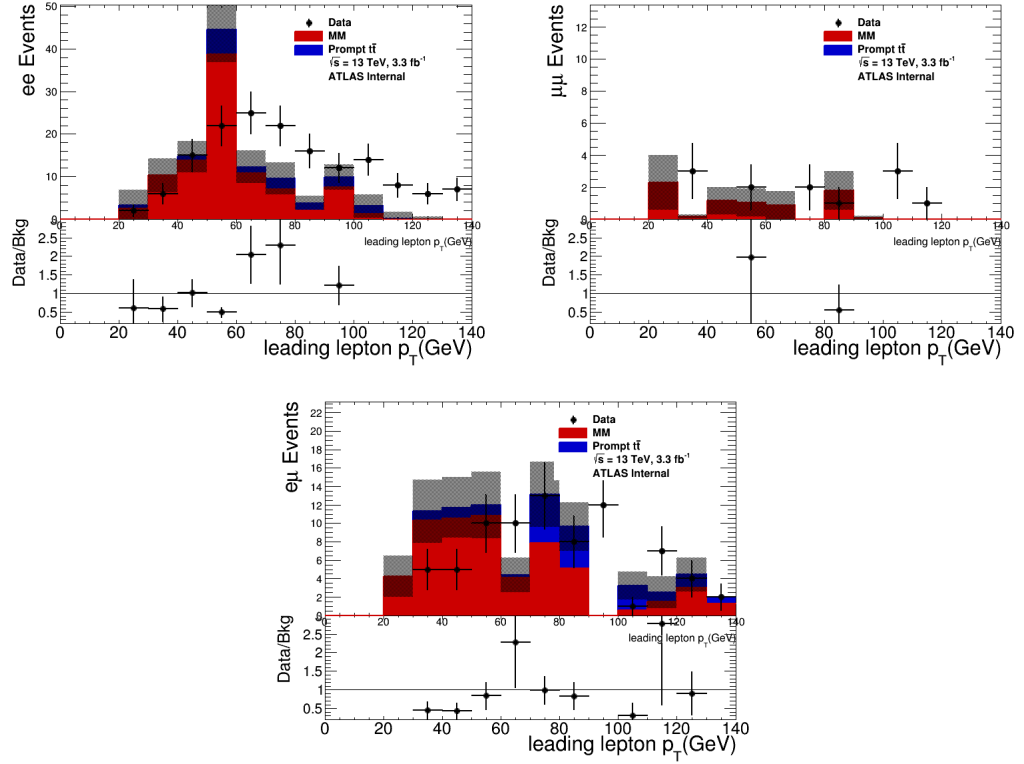 50
40
30
20
10
0
ee Events
Data
MM
Prompt tt̄
√s = 13 TeV, 3.3 fb⁻¹
ATLAS Internal
0 20 40 60 80 100 120 140
leading lepton p_T(GeV)
2.5
2
1.5
1
0.5
Data/Bkg
0 20 40 60 80 100 120 140
leading lepton p_T(GeV)
12
10
8
6
4
2
0
μμ Events
Data
MM
Prompt tt̄
√s = 13 TeV, 3.3 fb⁻¹
ATLAS Internal
0 20 40 60 80 100 120 140
leading lepton p_T(GeV)
2.5
2
1.5
1
0.5
Data/Bkg
0 20 40 60 80 100 120 140
leading lepton p_T(GeV)
22
20
18
16
14
12
10
8
6
4
2
0
eμ Events
Data
MM
Prompt tt̄
√s = 13 TeV, 3.3 fb⁻¹
ATLAS Internal
0 20 40 60 80 100 120 140
leading lepton p_T(GeV)
2.5
2
1.5
1
0.5
Data/Bkg
0 20 40 60 80 100 120 140
leading lepton p_T(GeV)